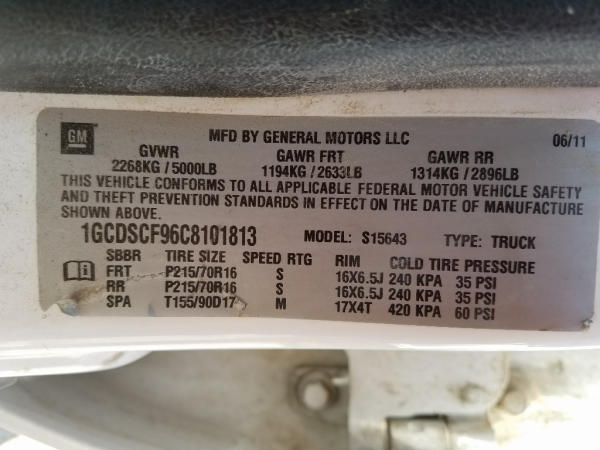 GM MFD BY GENERAL MOTORS LLC 06/11
GVWR GAWR FRT GAWR RR
2268KG / 5000LB 1194KG / 2633LB 1314KG / 2896LB
THIS VEHICLE CONFORMS TO ALL APPLICABLE FEDERAL MOTOR VEHICLE SAFETY
AND THEFT PREVENTION STANDARDS IN EFFECT ON THE DATE OF MANUFACTURE
SHOWN ABOVE.
1GCDSCF96C8101813 MODEL: S15643 TYPE: TRUCK
SBBR TIRE SIZE SPEED RTG RIM COLD TIRE PRESSURE
FRT P215/70R16 S 16X6.5J 240 KPA 35 PSI
RR P215/70R16 S 16X6.5J 240 KPA 35 PSI
SPA T155/90D17 M 17X4T 420 KPA 60 PSI